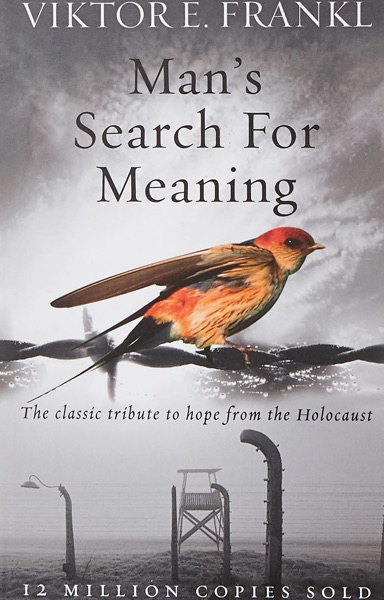 VIKTOR E. FRANKL
Man's
Search For
Meaning
The classic tribute to hope from the Holocaust
12 MILLION COPIES SOLD